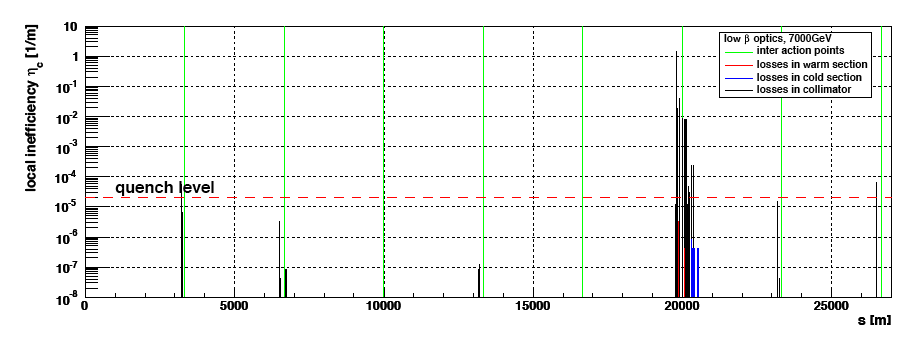 local inefficiency η_c [1/m]
10
1
10^-1
10^-2
10^-3
10^-4
10^-5
10^-6
10^-7
10^-8
low β optics, 7000GeV
inter action points
losses in warm section
losses in cold section
losses in collimator
quench level
0 5000 10000 15000 20000 25000
s [m]